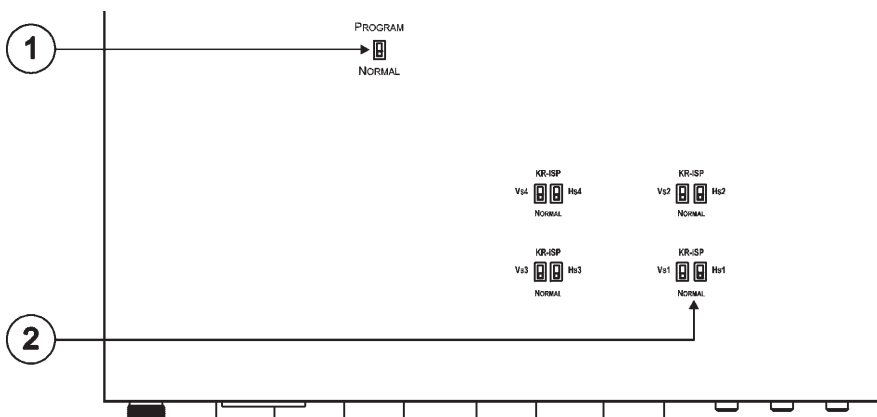 PROGRAM
1
NORMAL
KR-ISP
KR-ISP
Vs4 Hs4
Vs2 Hs2
NORMAL
NORMAL
KR-ISP
KR-ISP
Vs3 Hs3
Vs1 Hs1
NORMAL
NORMAL
2